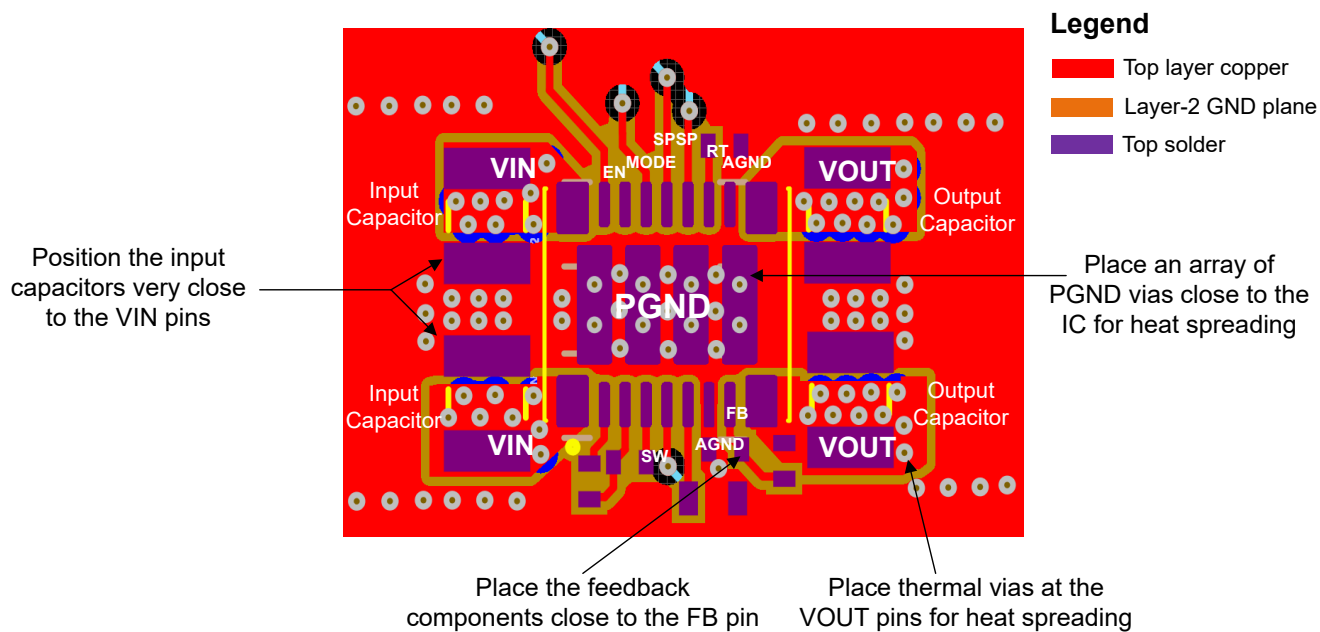 Legend
Top layer copper
Layer-2 GND plane
Top solder
SPSP
RT
MODE
AGND
EN
VIN
VOUT
Input
Capacitor
Output
Capacitor
2
Position the input
capacitors very close
to the VIN pins
PGND
Place an array of
PGND vias close to the
IC for heat spreading
2
Input
Capacitor
Output
Capacitor
FB
VIN
SW
AGND
VOUT
Place the feedback
components close to the FB pin
Place thermal vias at the
VOUT pins for heat spreading